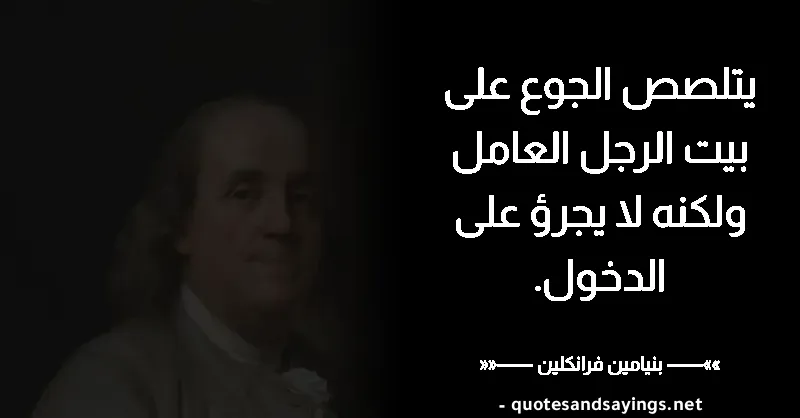 يتلصص الجوع على
بيت الرجل العامل
ولكنه لا يجرؤ على
الدخول.
»»—— بنيامين فرانكلين ——««
- quotesandsayings.net